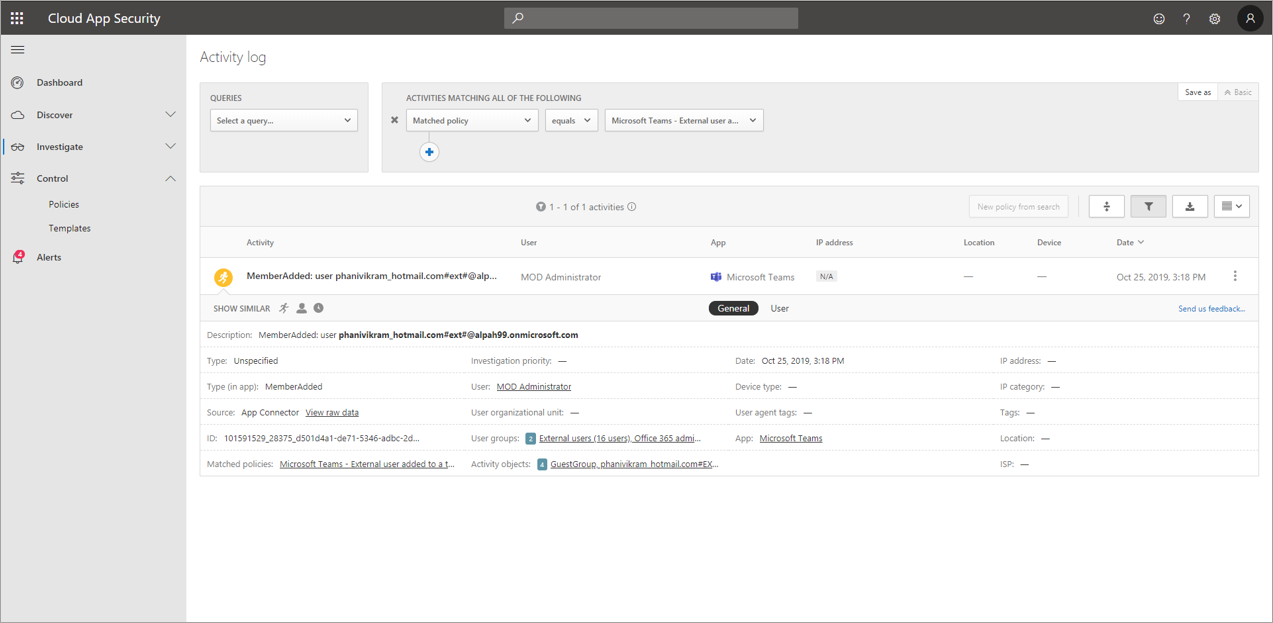 Cloud App Security
Activity log
Dashboard
Discover
Investigate
Control
Policies
Templates
4
Alerts
QUERIES
Select a query...
ACTIVITIES MATCHING ALL OF THE FOLLOWING
Matched policy equals Microsoft Teams - External user a...
Save as Basic
1 - 1 of 1 activities
New policy from search
Activity User App IP address Location Device Date
MemberAdded: user phanivikram_hotmail.com#ext#@alpa... MOD Administrator Microsoft Teams N/A — — Oct 25, 2019, 3:18 PM
SHOW SIMILAR General User Send us feedback...
Description: MemberAdded: user phanivikram_hotmail.com#ext#@alpah99.onmicrosoft.com
Type: Unspecified Investigation priority: — Date: Oct 25, 2019, 3:18 PM IP address: —
Type (in app): MemberAdded User: MOD Administrator Device type: — IP category: —
Source: App Connector View raw data User organizational unit: — User agent tags: — Tags: —
ID: 101591529_28375_d501d4a1-de71-5346-adbc-2d... User groups: 2 External users (16 users), Office 365 admi... App: Microsoft Teams Location: —
Matched policies: Microsoft Teams - External user added to a t... Activity objects: 4 GuestGroup, phanivikram_hotmail.com#EX... ISP: —